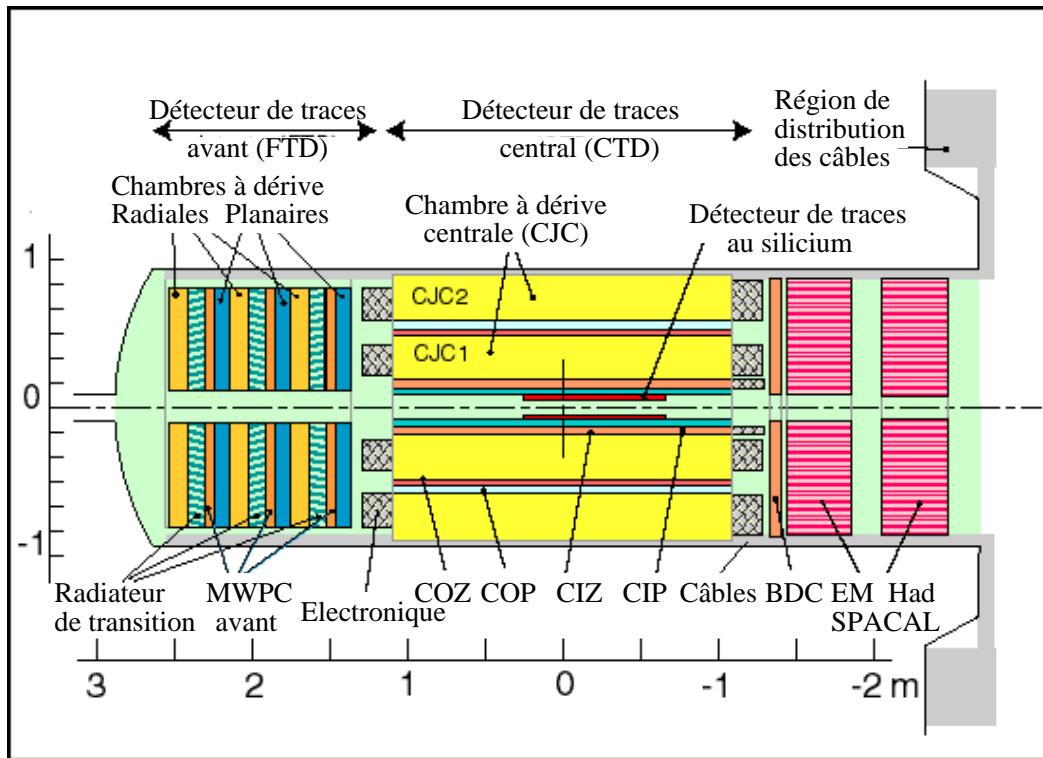 Détecteur de traces
avant (FTD)
Détecteur de traces
central (CTD)
Région de
distribution
des câbles
Chambres à dérive
Radiales Planaires
Chambre à dérive
centrale (CJC)
Détecteur de traces
au silicium
1
0
-1
CJC2
CJC1
Radiateur
de transition
MWPC
avant
Electronique
COZ COP CIZ CIP Câbles BDC EM Had
SPACAL
3 2 1 0 -1 -2 m